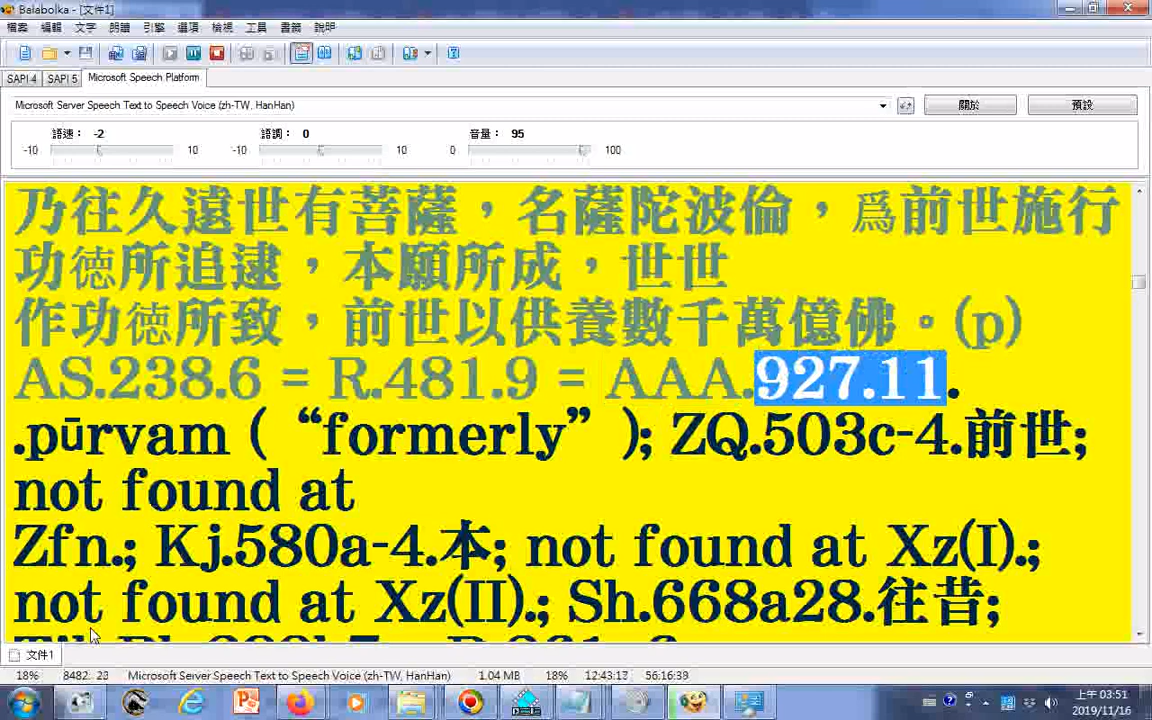 Balabolka - [文件1]
檔案 編輯 文字 朗讀 引擎 選項 檢視 工具 書籤 說明
SAPI 4 SAPI 5 Microsoft Speech Platform
Microsoft Server Speech Text to Speech Voice (zh-TW, HanHan) 關於 預設
語速： -2 語調： 0 音量： 95
-10 10 -10 10 0 100
乃往久遠世有菩薩，名薩陀波倫，爲前世施行
功德所追逮，本願所成，世世
作功德所致，前世以供養數千萬億佛。(p)
AS.238.6 = R.481.9 = AAA.927.11.
.pūrvam (“formerly”); ZQ.503c-4.前世;
not found at
Zfn.; Kj.580a-4.本; not found at Xz(I).;
not found at Xz(II).; Sh.668a28.往昔;
文件1
18% 8482: 23 Microsoft Server Speech Text to Speech Voice (zh-TW, HanHan) 1.04 MB 18% 12:43:13 56:16:39
上午 03:51
2019/11/16